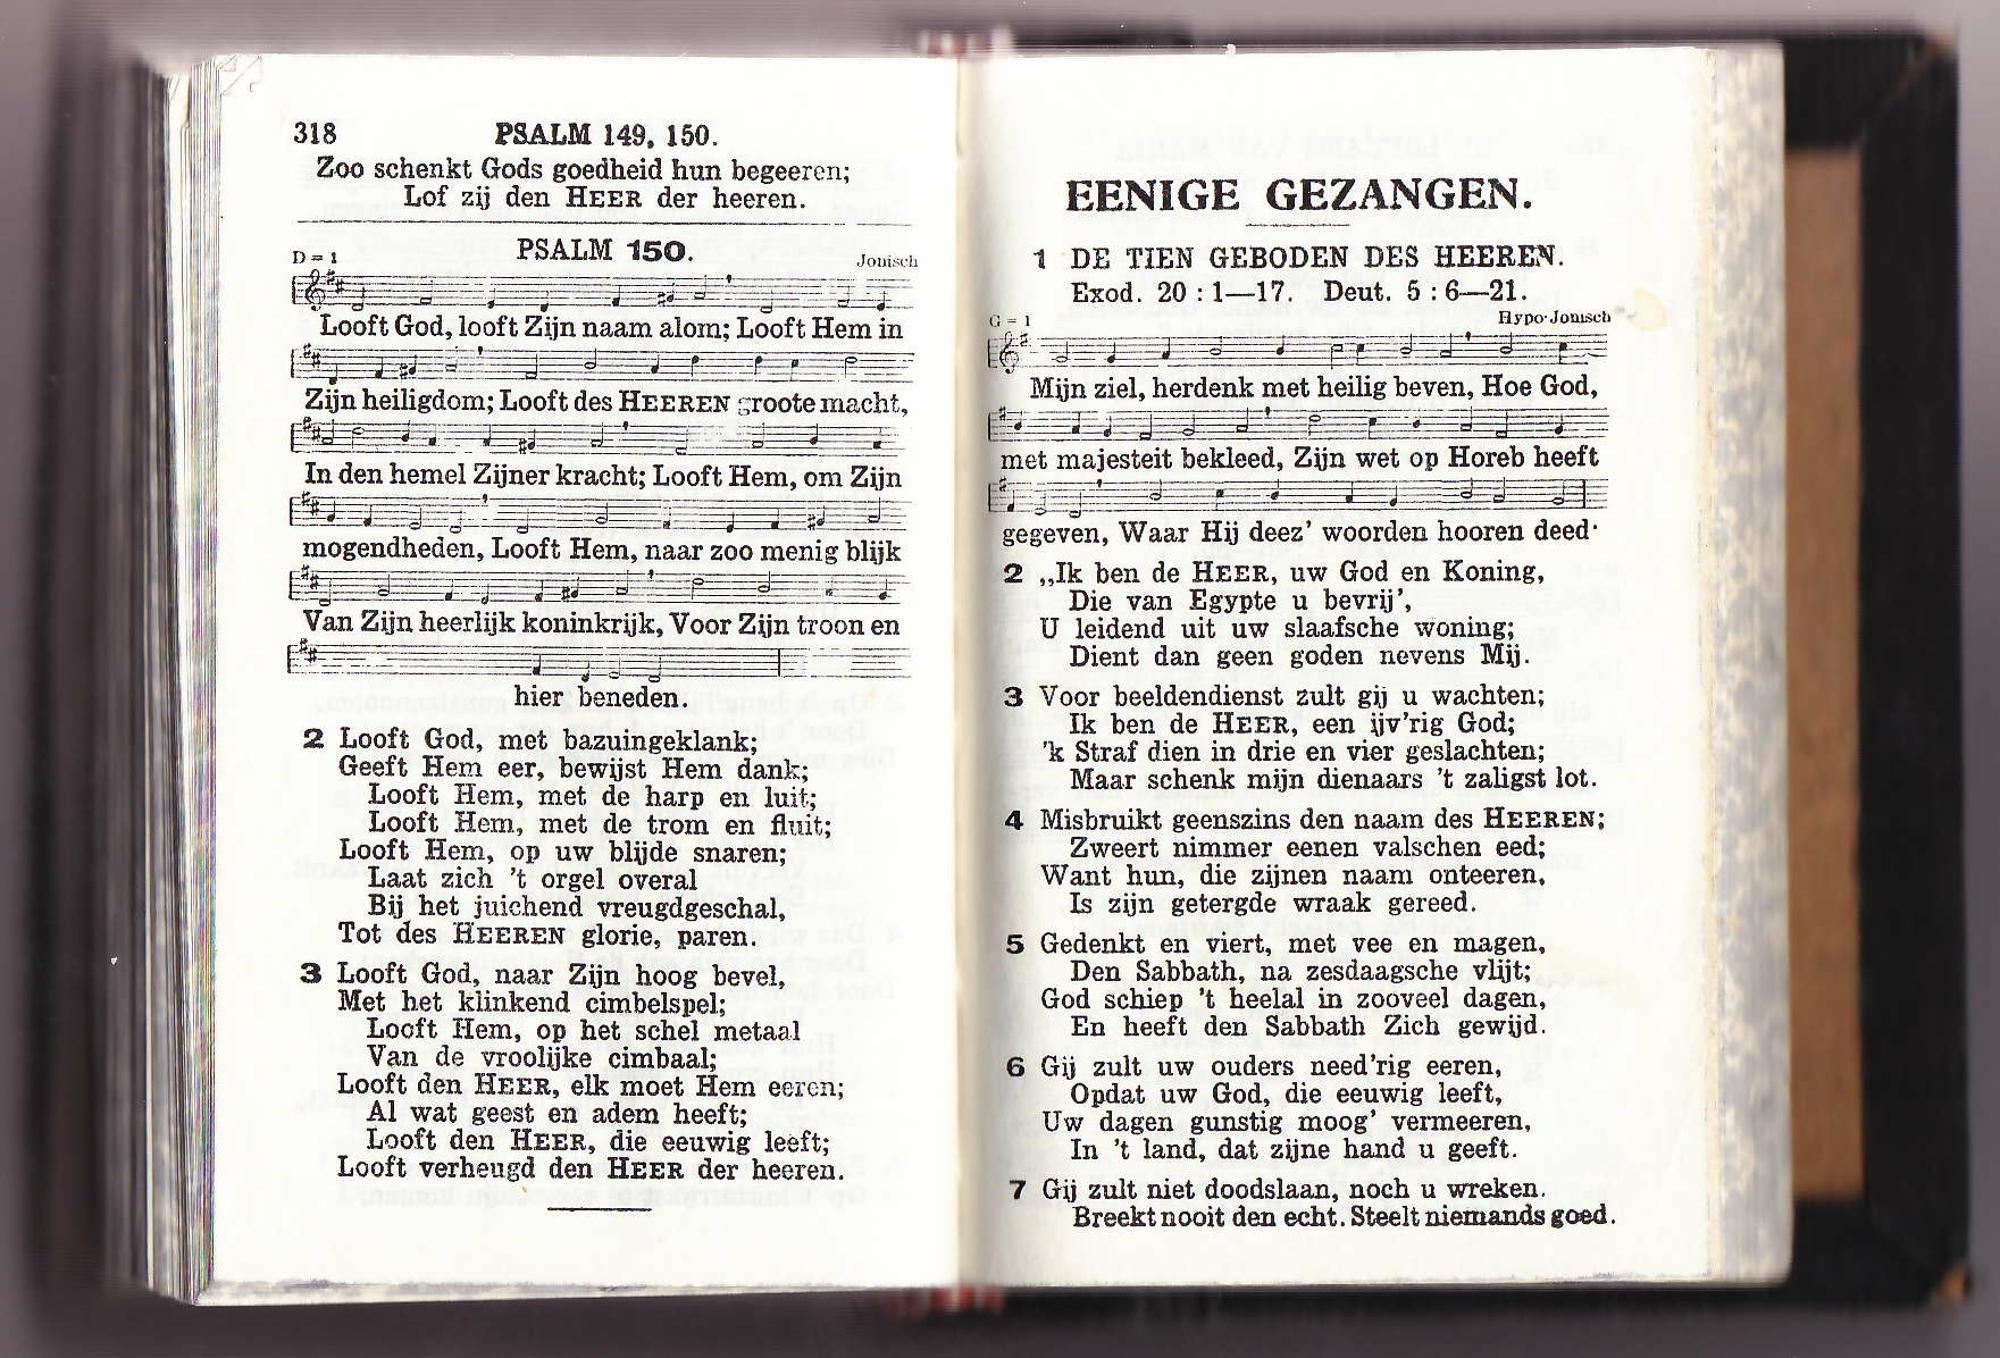 318 PSALM 149, 150.
Zoo schenkt Gods goedheid hun begeeren;
Lof zij den HEER der heeren.
PSALM 150.
D = 1 Jonisch
Looft God, looft Zijn naam alom; Looft Hem in
Zijn heiligdom; Looft des HEEREN groote macht,
In den hemel Zijner kracht; Looft Hem, om Zijn
mogendheden, Looft Hem, naar zoo menig blijk
Van Zijn heerlijk koninkrijk, Voor Zijn troon en
hier beneden.
2 Looft God, met bazuingeklank;
Geeft Hem eer, bewijst Hem dank;
Looft Hem, met de harp en luit;
Looft Hem, met de trom en fluit;
Looft Hem, op uw blijde snaren;
Laat zich 't orgel overal
Bij het juichend vreugdgeschal,
Tot des HEEREN glorie, paren.
3 Looft God, naar Zijn hoog bevel,
Met het klinkend cimbelspel;
Looft Hem, op het schel metaal
Van de vroolijke cimbaal;
Looft den HEER, elk moet Hem eeren;
Al wat geest en adem heeft;
Looft den HEER, die eeuwig leeft;
Looft verheugd den HEER der heeren.
EENIGE GEZANGEN.
1 DE TIEN GEBODEN DES HEEREN.
Exod. 20 : 1—17. Deut. 5 : 6—21.
G = 1 Hypo-Jonisch
Mijn ziel, herdenk met heilig beven, Hoe God,
met majesteit bekleed, Zijn wet op Horeb heeft
gegeven, Waar Hij deez' woorden hooren deed.
2 „Ik ben de HEER, uw God en Koning,
Die van Egypte u bevrij',
U leidend uit uw slaafsche woning;
Dient dan geen goden nevens Mij.
3 Voor beeldendienst zult gij u wachten;
Ik ben de HEER, een ijv'rig God;
'k Straf dien in drie en vier geslachten;
Maar schenk mijn dienaars 't zaligst lot.
4 Misbruikt geenszins den naam des HEEREN;
Zweert nimmer eenen valschen eed;
Want hun, die zijnen naam onteeren,
Is zijn getergde wraak gereed.
5 Gedenkt en viert, met vee en magen,
Den Sabbath, na zesdaagsche vlijt;
God schiep 't heelal in zooveel dagen,
En heeft den Sabbath Zich gewijd.
6 Gij zult uw ouders need'rig eeren,
Opdat uw God, die eeuwig leeft,
Uw dagen gunstig moog' vermeeren,
In 't land, dat zijne hand u geeft.
7 Gij zult niet doodslaan, noch u wreken.
Breekt nooit den echt. Steelt niemands goed.